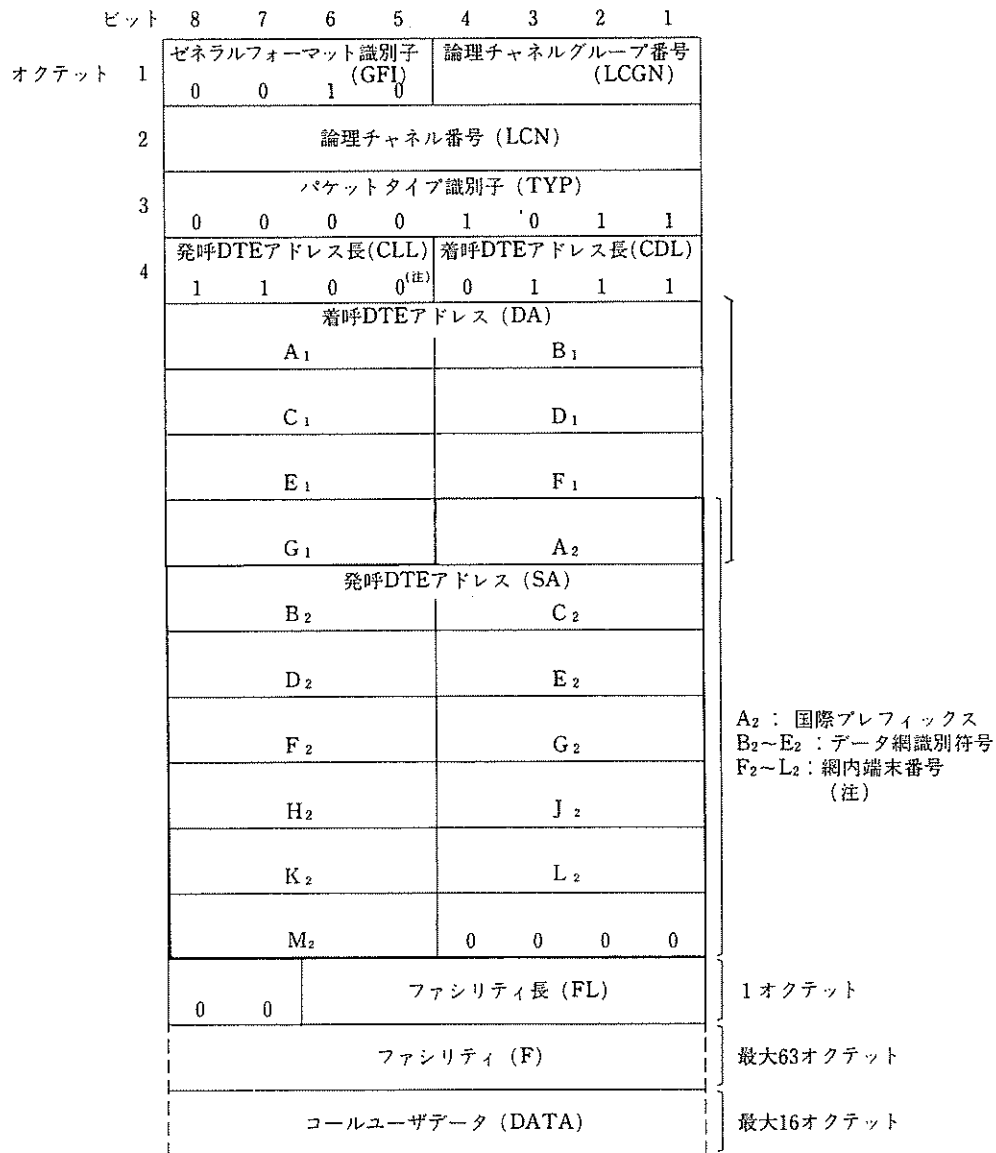 ビット 8 7 6 5 4 3 2 1
ゼネラルフォーマット識別子 論理チャネルグループ番号
オクテット 1 (GFI) (LCGN)
0 0 1 0
2 論理チャネル番号 (LCN)
パケットタイプ識別子 (TYP)
3
0 0 0 0 1 0 1 1
発呼DTEアドレス長(CLL) 着呼DTEアドレス長(CDL)
4
1 1 0 0(注) 0 1 1 1
着呼DTEアドレス (DA)
A1 B1
C1 D1
E1 F1
G1 A2
発呼DTEアドレス (SA)
B2 C2
D2 E2
F2 G2
H2 J2
K2 L2
M2 0 0 0 0
A2 : 国際プレフィックス
B2~E2 : データ網識別符号
F2~L2 : 網内端末番号
(注)
ファシリティ長 (FL) 1オクテット
0 0
ファシリティ (F) 最大63オクテット
コールユーザデータ (DATA) 最大16オクテット